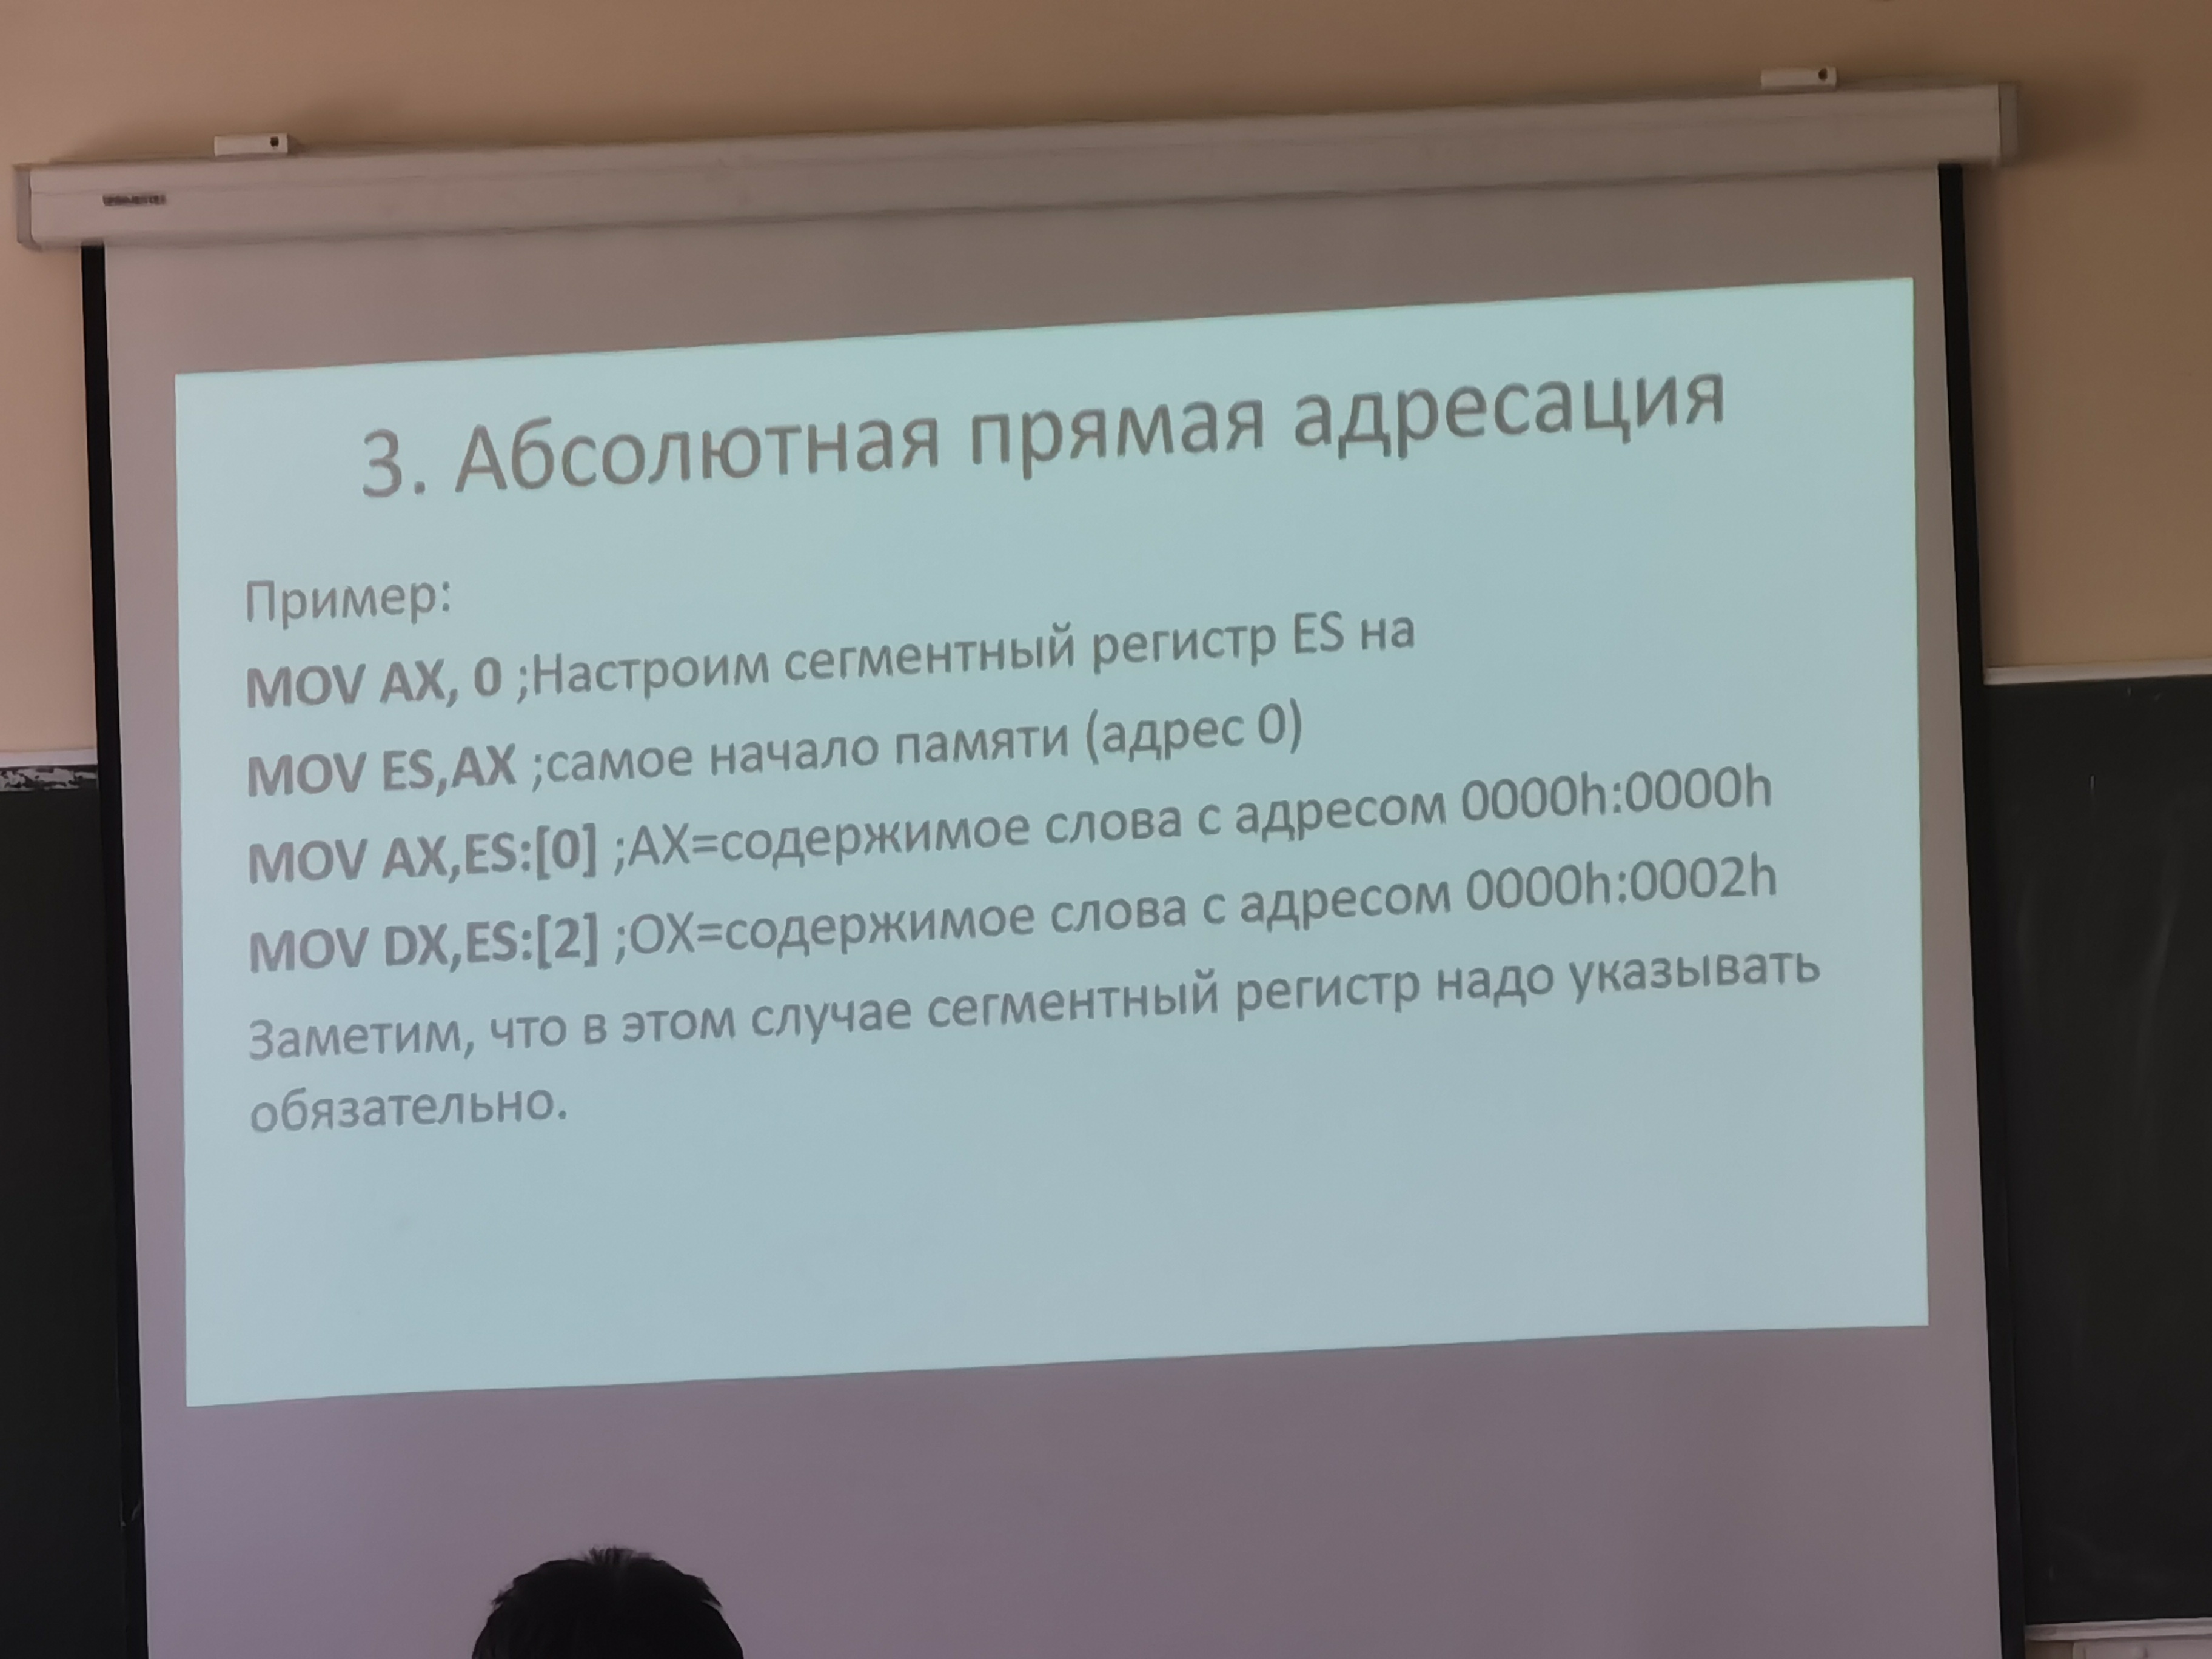 3. Абсолютная прямая адресация
Пример:
MOV AX, 0 ;Настроим сегментный регистр ES на
MOV ES,AX ;самое начало памяти (адрес 0)
MOV AX,ES:[0] ;AX=содержимое слова с адресом 0000h:0000h
MOV DX,ES:[2] ;OX=содержимое слова с адресом 0000h:0002h
Заметим, что в этом случае сегментный регистр надо указывать
обязательно.